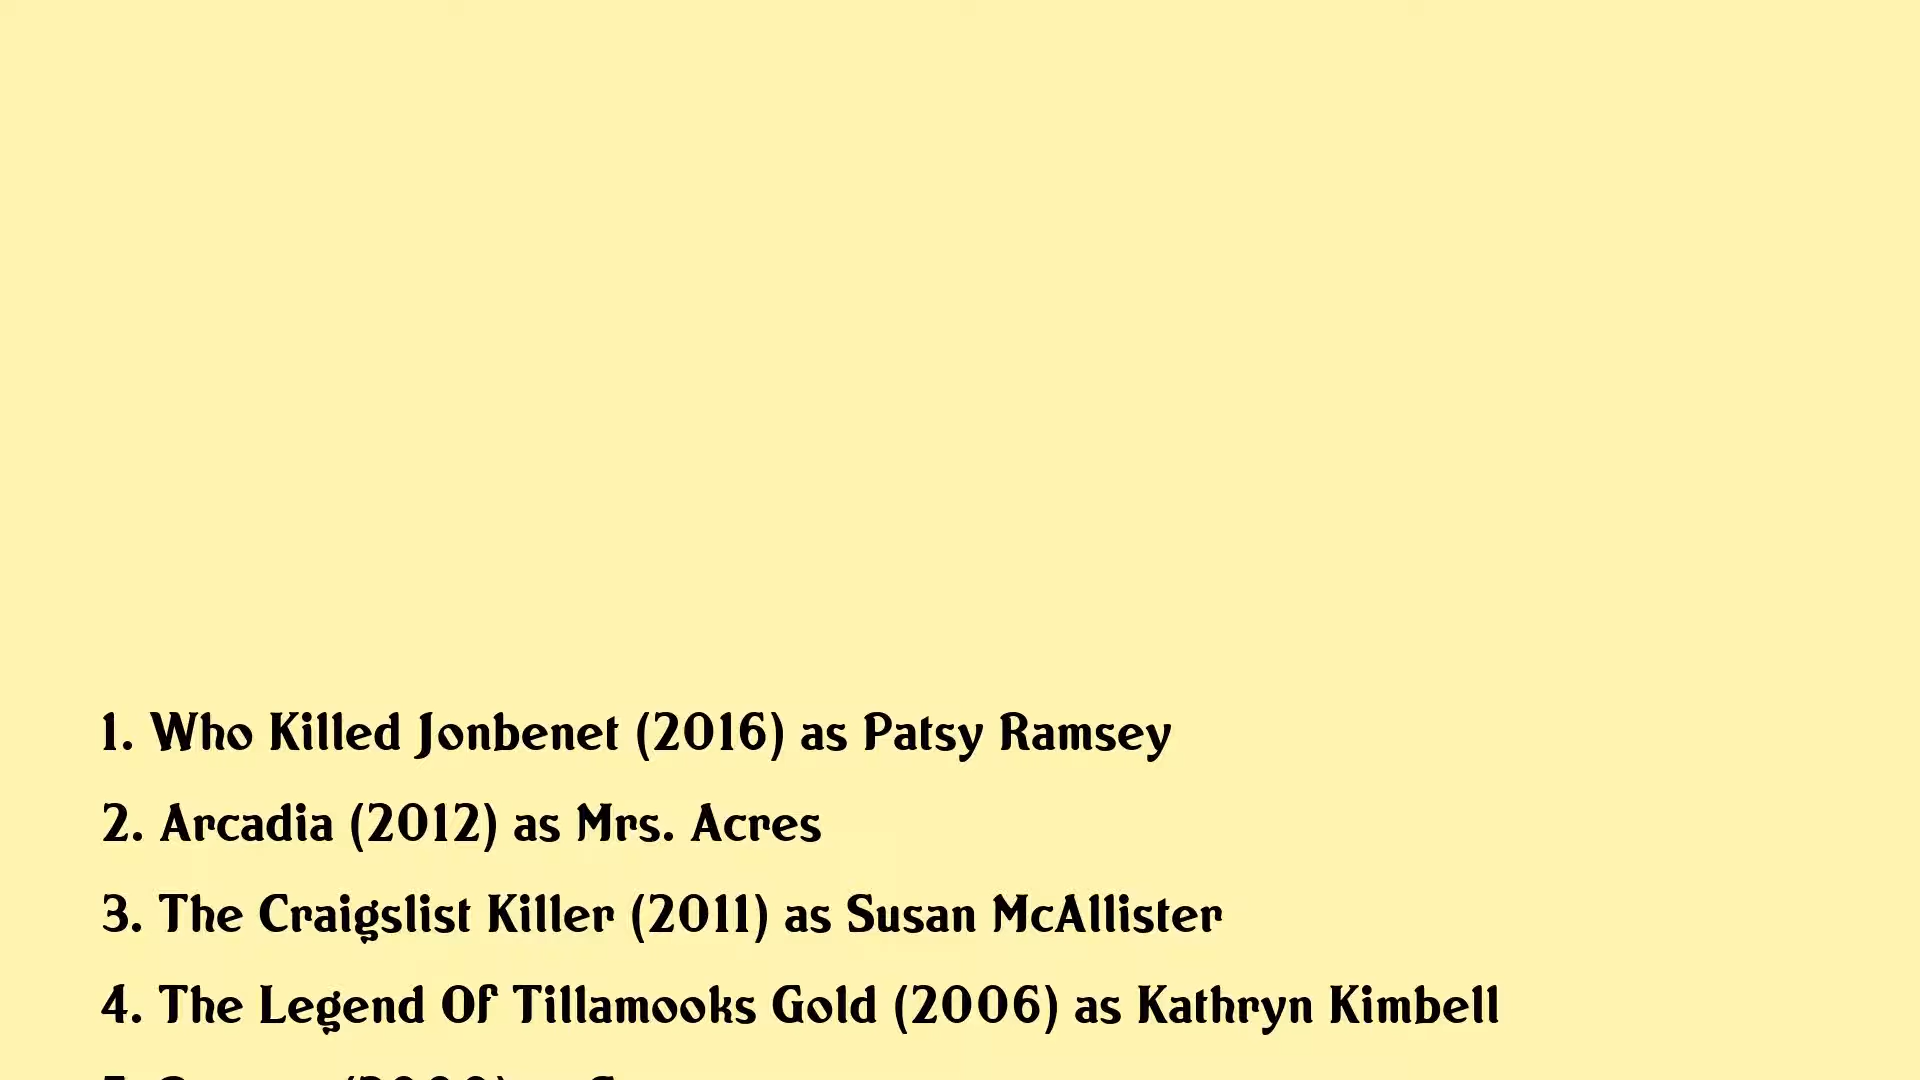 1. Who Killed Jonbenet (2016) as Patsy Ramsey
2. Arcadia (2012) as Mrs. Acres
3. The Craigslist Killer (2011) as Susan McAllister
4. The Legend Of Tillamooks Gold (2006) as Kathryn Kimbell